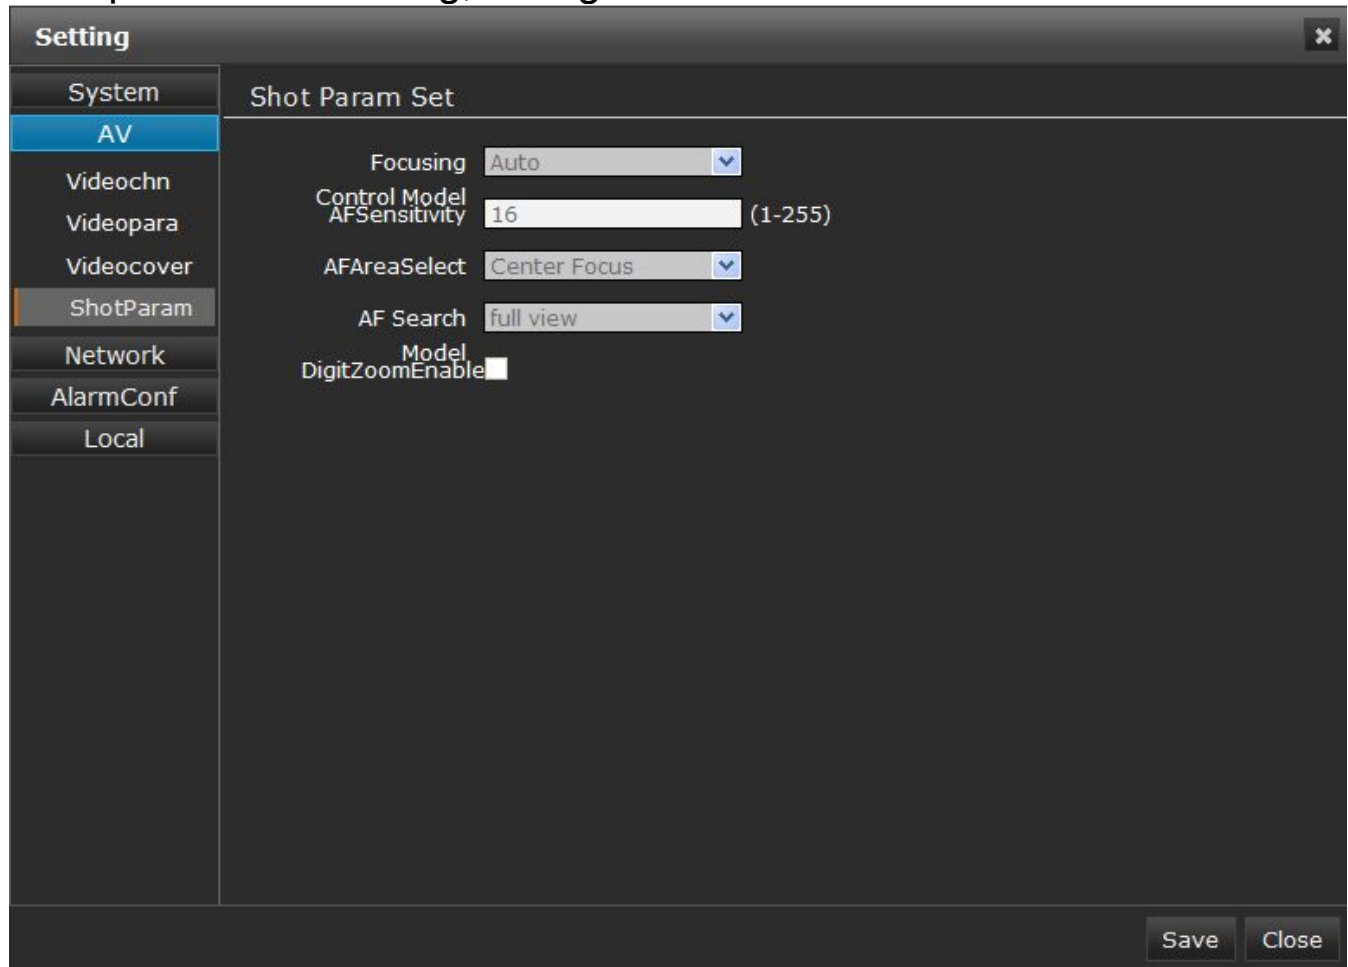 Setting
System
AV
Videochn
Videopara
Videocover
ShotParam
Network
AlarmConf
Local
Shot Param Set
Focusing Control Model Auto
AFSensitivity 16 (1-255)
AFAreaSelect Center Focus
AF Search Model full view
DigitZoomEnable
Save Close